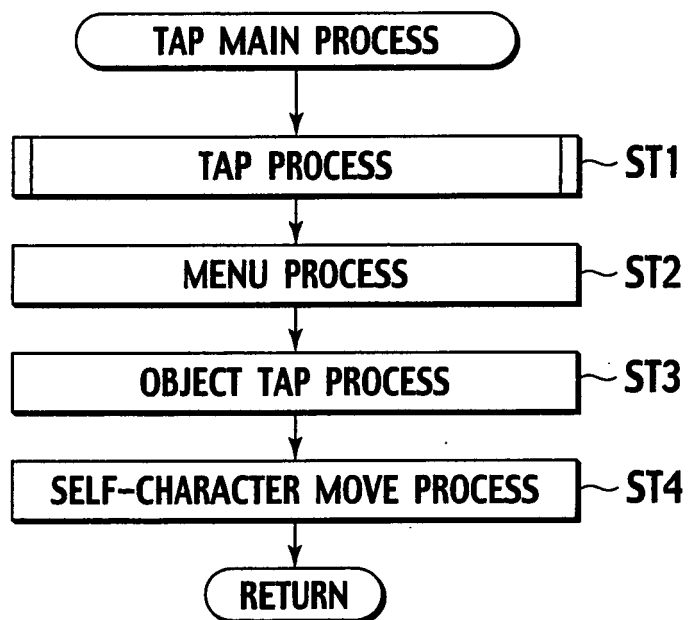 TAP MAIN PROCESS
TAP PROCESS ST1
MENU PROCESS ST2
OBJECT TAP PROCESS ST3
SELF-CHARACTER MOVE PROCESS ST4
RETURN